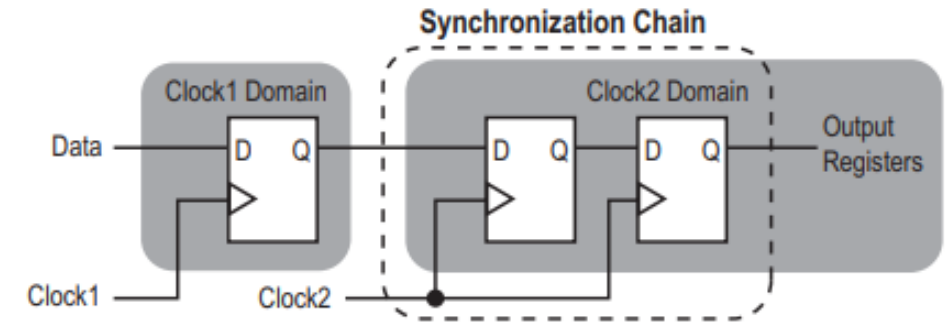 Synchronization Chain
Clock1 Domain
Clock2 Domain
Data
D
Q
D
Q
D
Q
Output
Registers
Clock1
Clock2